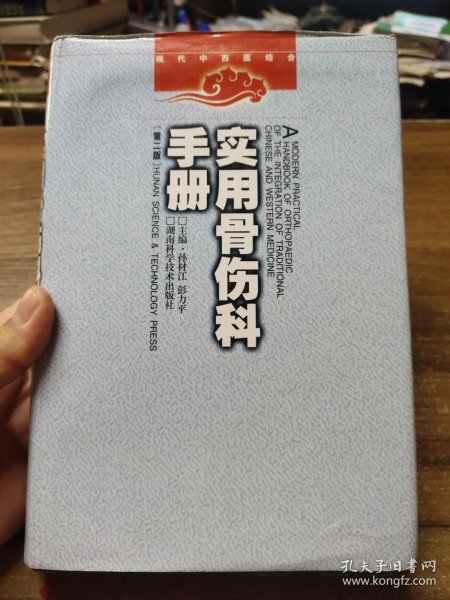 现代中西医结合
实用骨伤科
手册
A MODERN PRACTICAL
HANDBOOK OF ORTHOPAEDIC
OF THE INTEGRATION OF TRADITIONAL
CHINESE AND WESTERN MEDICINE
□主编·孙材江 彭力平
□湖南科学技术出版社
(第二版)HUNAN SCIENCE & TECHNOLOGY PRESS
孔夫子旧书网
www.kongfz.com